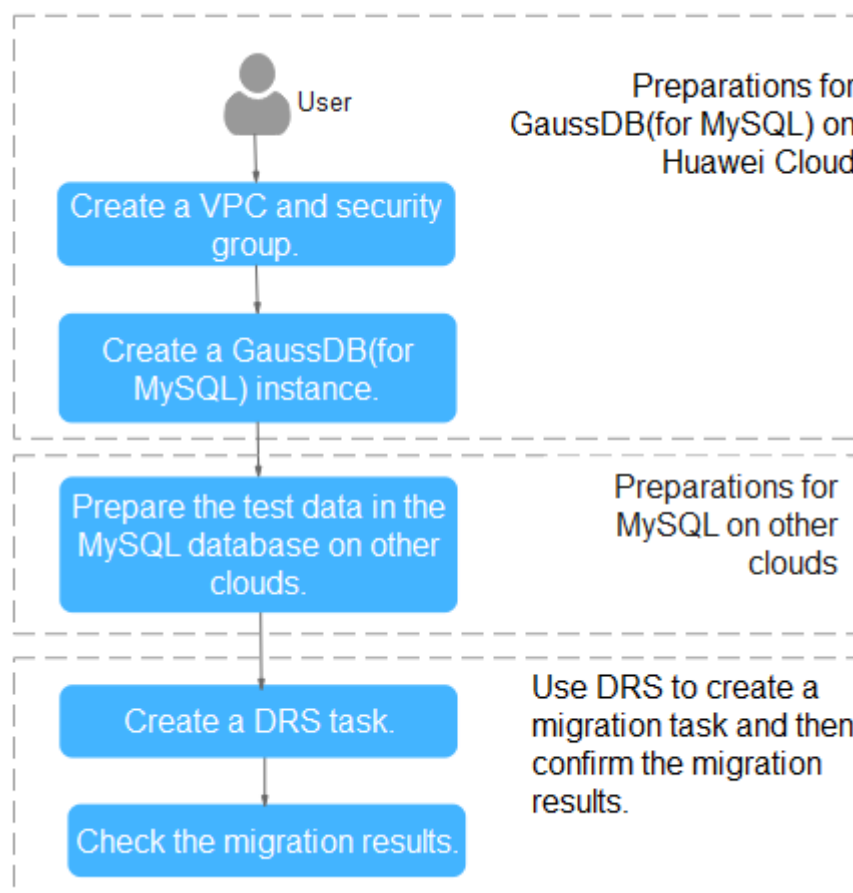 User
Preparations for
GaussDB(for MySQL) on
Huawei Cloud
Create a VPC and security
group.
Create a GaussDB(for
MySQL) instance.
Prepare the test data in the
MySQL database on other
clouds.
Preparations for
MySQL on other
clouds
Create a DRS task.
Use DRS to create a
migration task and then
confirm the migration
results.
Check the migration results.